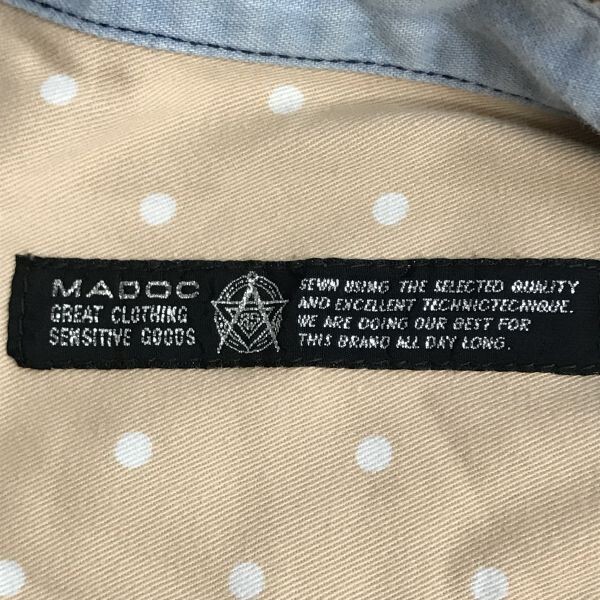 MADOC
GREAT CLOTHING
SENSITIVE GOODS
SEWN USING THE SELECTED QUALITY
AND EXCELLENT TECHNICTECHNIQUE.
WE ARE DOING OUR BEST FOR
THIS BRAND ALL DAY LONG.